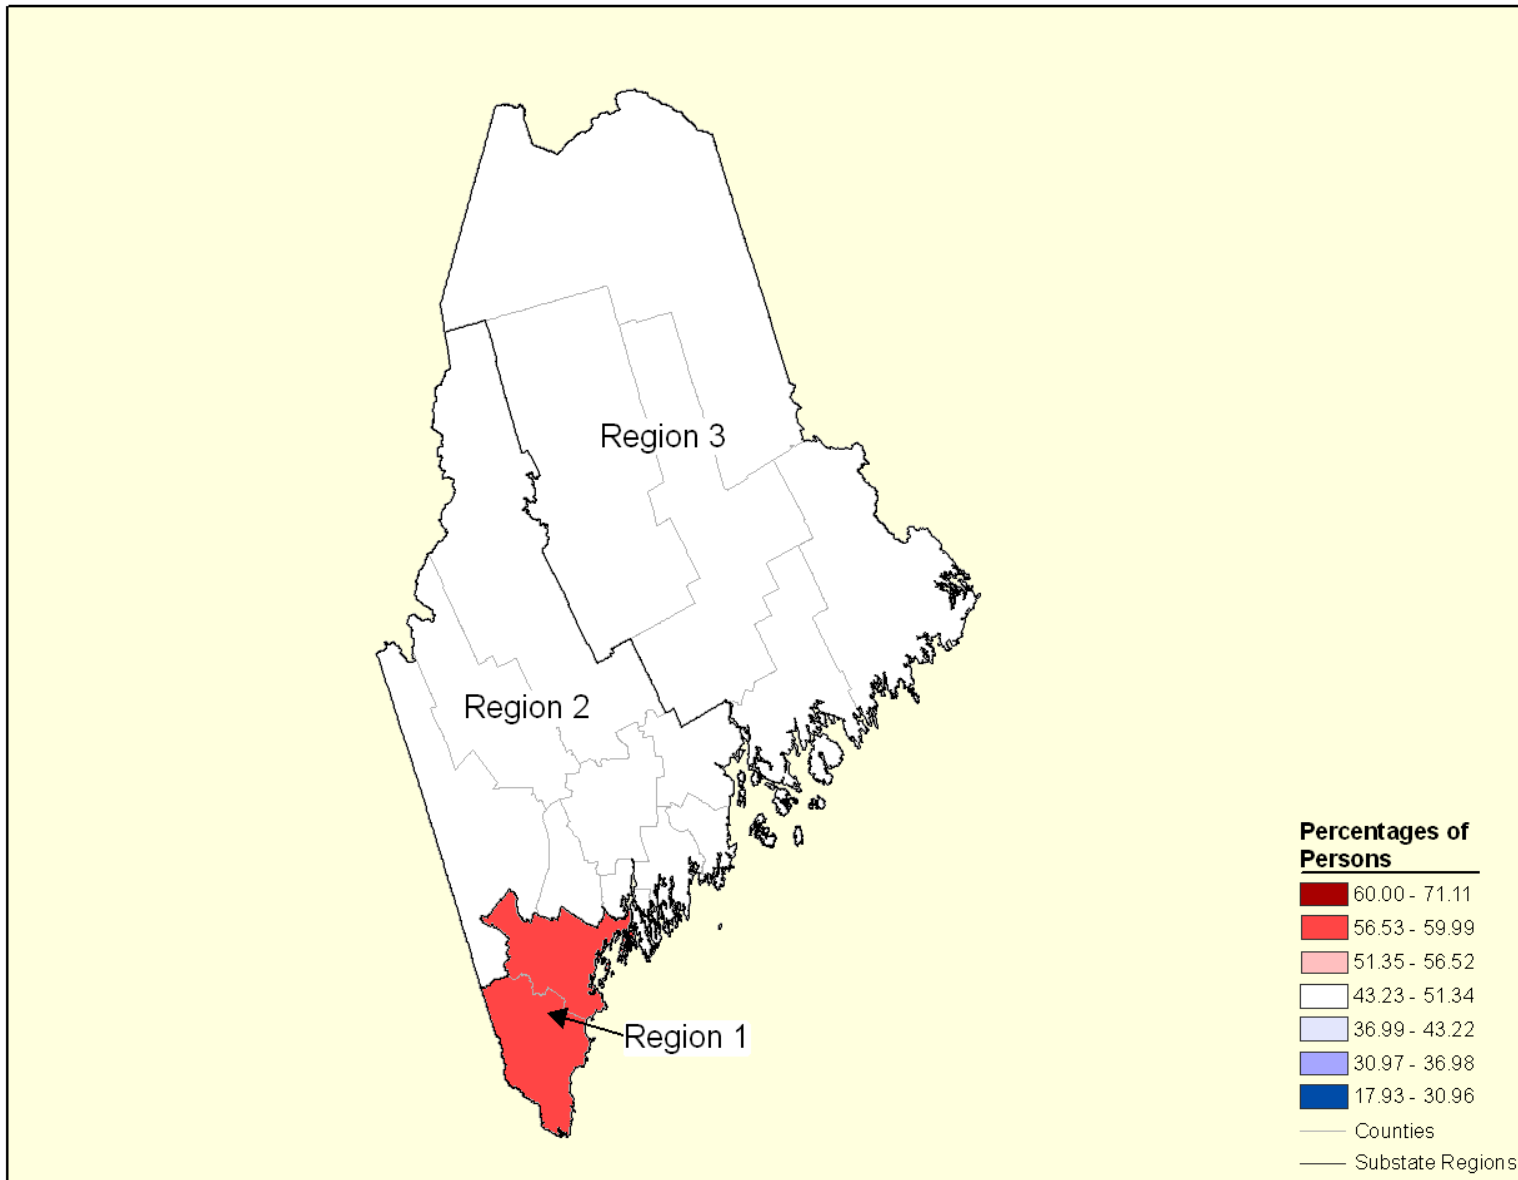 Region 3
Region 2
Region 1
Percentages of
Persons
60.00 - 71.11
56.53 - 59.99
51.35 - 56.52
43.23 - 51.34
36.99 - 43.22
30.97 - 36.98
17.93 - 30.96
Counties
Substate Regions